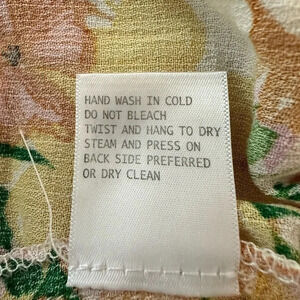 HAND WASH IN COLD
DO NOT BLEACH
TWIST AND HANG TO DRY
STEAM AND PRESS ON
BACK SIDE PREFERRED
OR DRY CLEAN